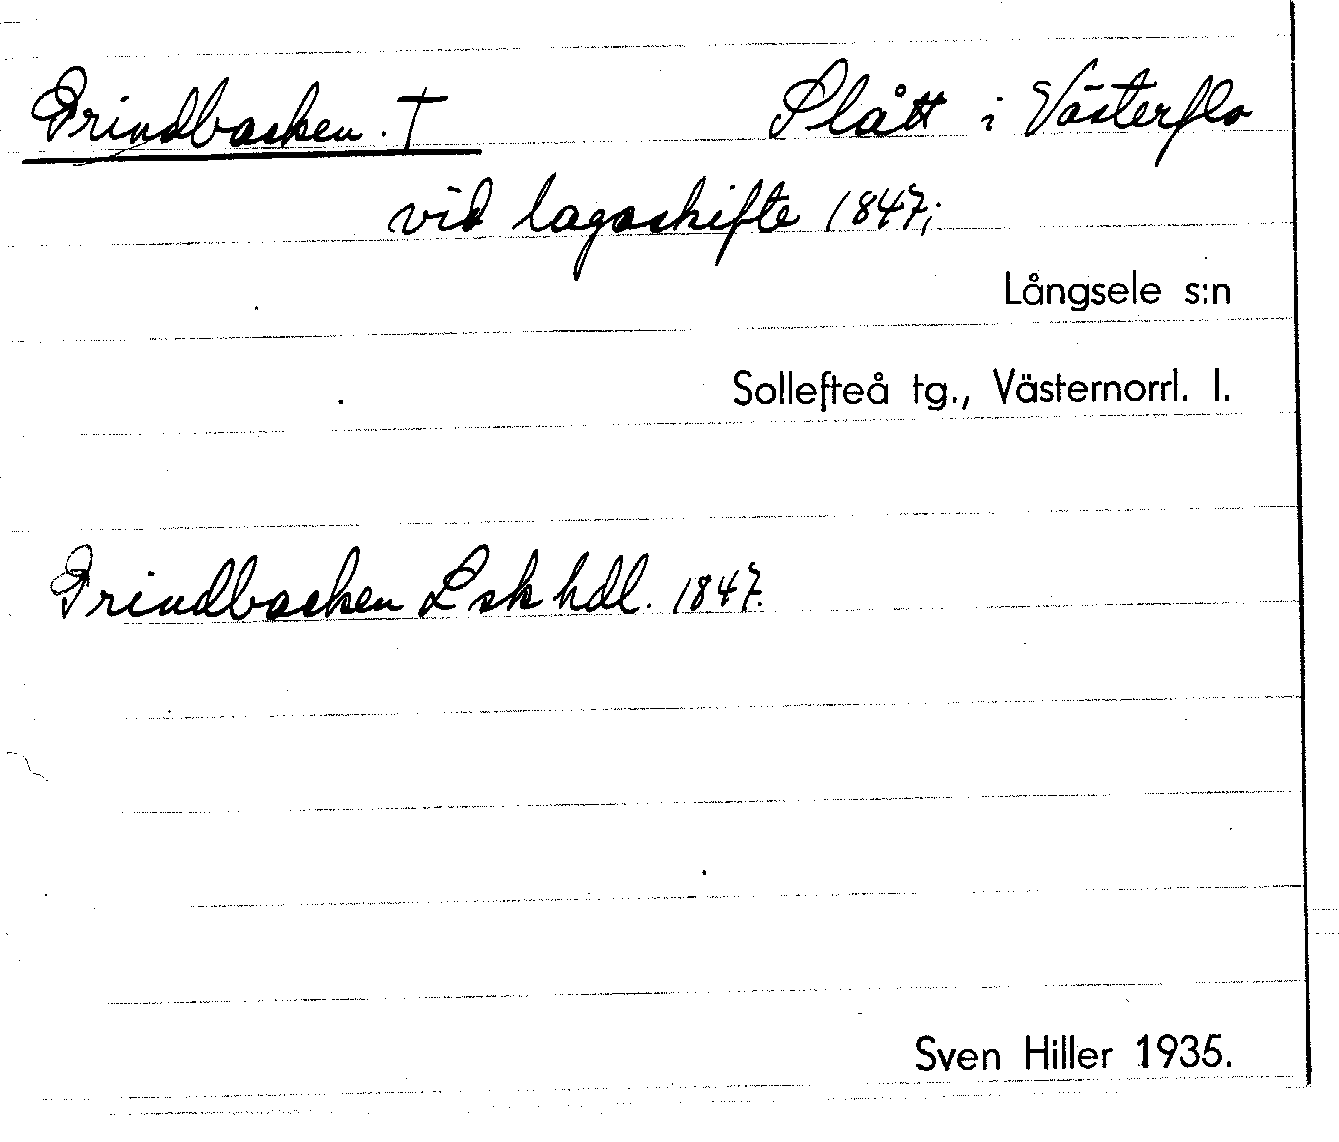 Grindbacken. † Slått i Västerflo
vid lagaskifte 1847;
Långsele s:n
Sollefteå tg., Västernorrl. l.
Grindbacken Lsk hdl. 1847.
Sven Hiller 1935.